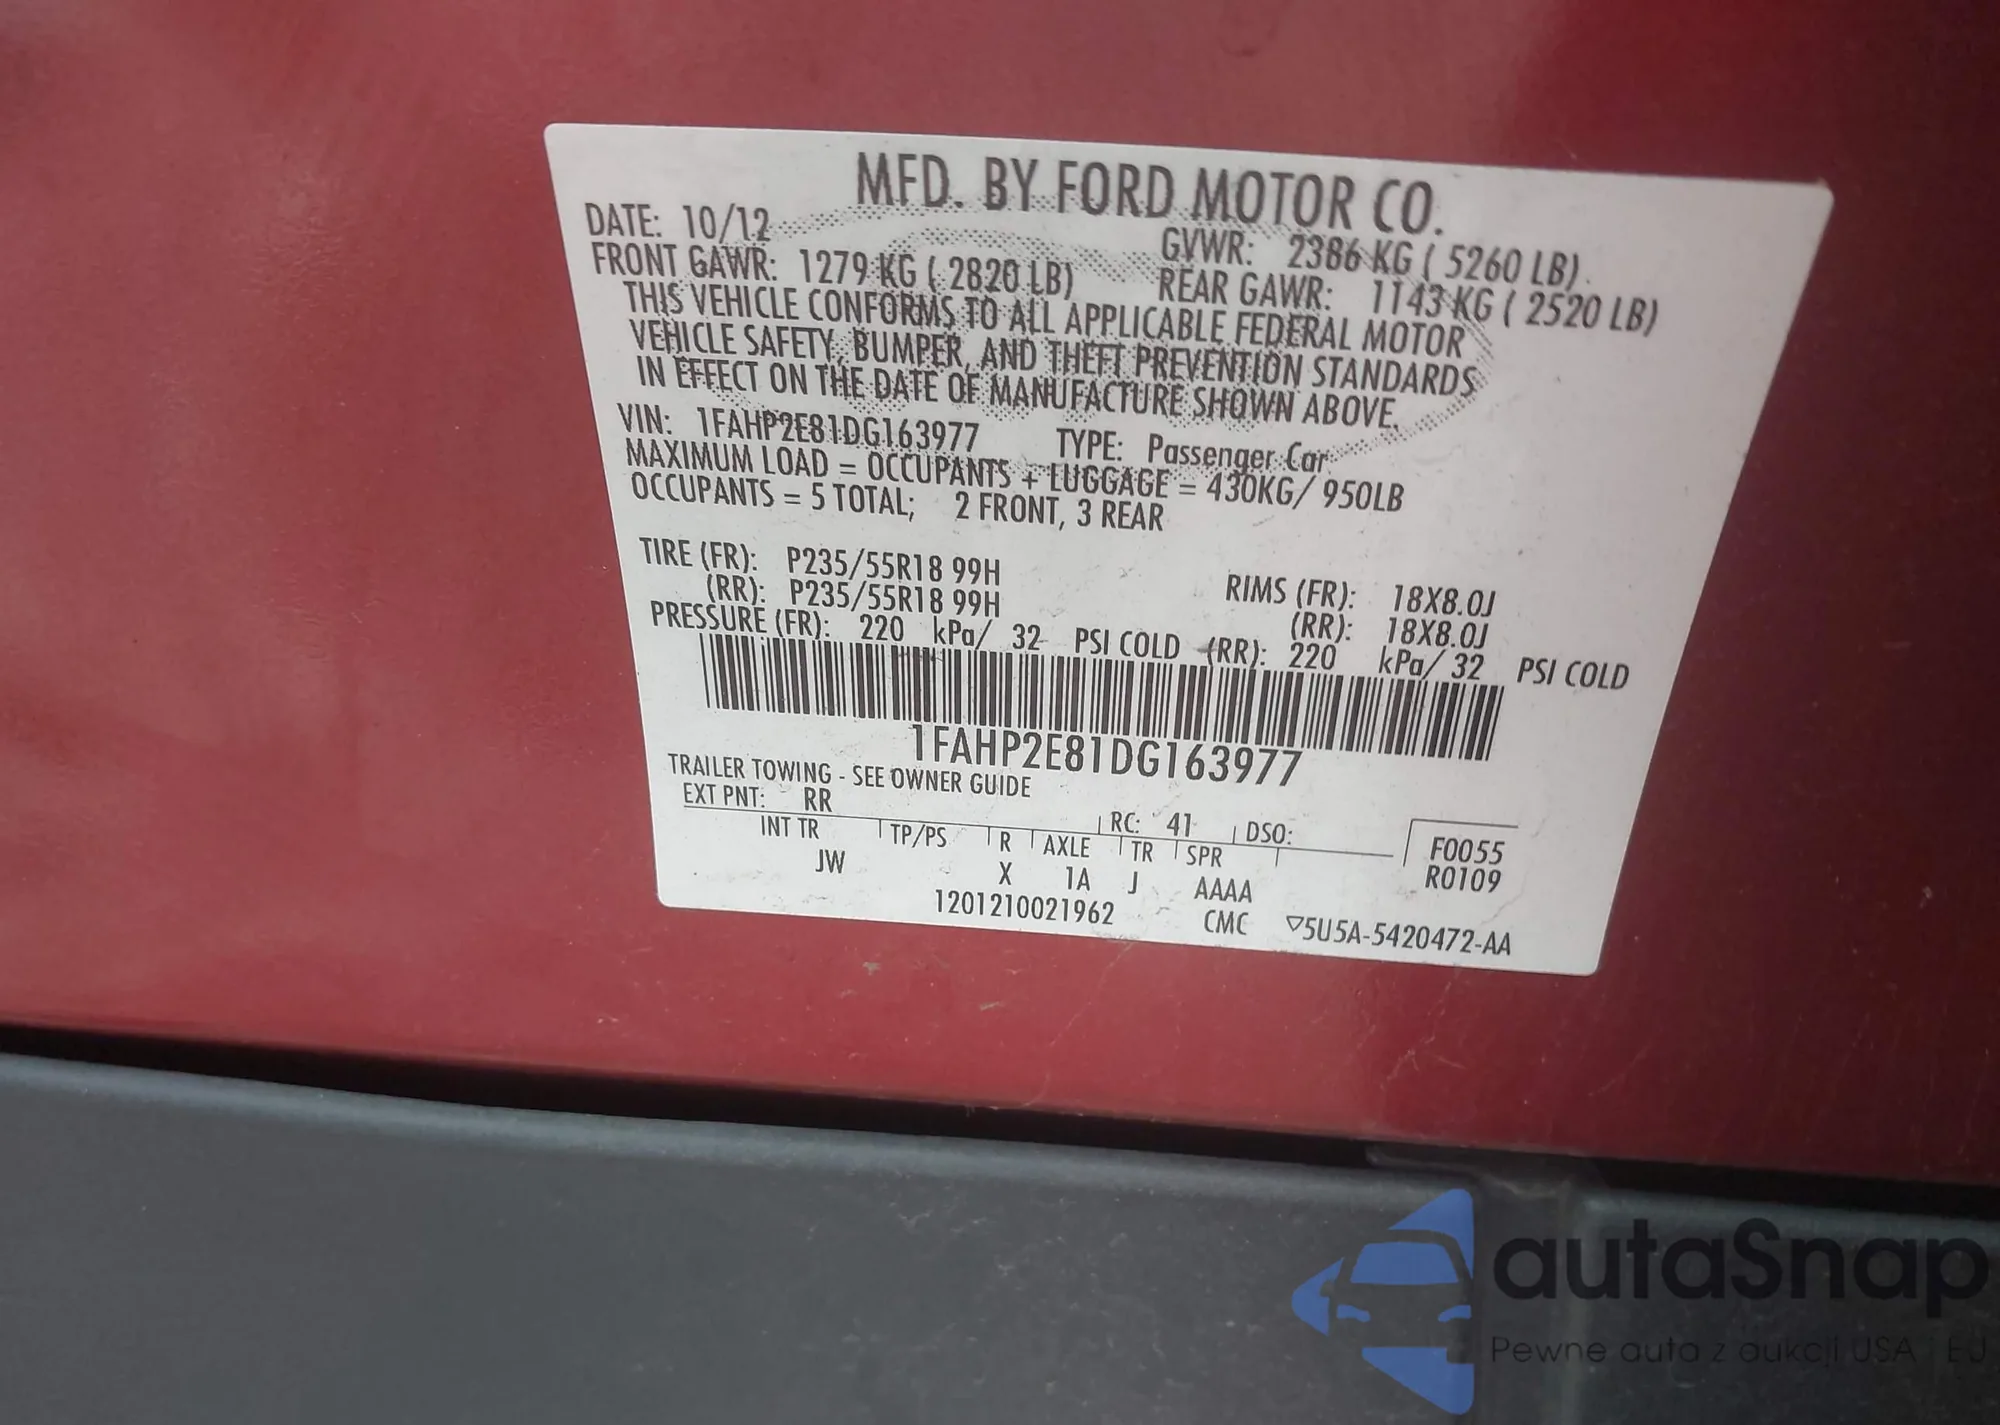 MFD. BY FORD MOTOR CO.
DATE: 10/12 GVWR: 2386 KG ( 5260 LB)
FRONT GAWR: 1279 KG ( 2820 LB) REAR GAWR: 1143 KG ( 2520 LB)
THIS VEHICLE CONFORMS TO ALL APPLICABLE FEDERAL MOTOR
VEHICLE SAFETY, BUMPER, AND THEFT PREVENTION STANDARDS
IN EFFECT ON THE DATE OF MANUFACTURE SHOWN ABOVE.
VIN: 1FAHP2E81DG163977 TYPE: Passenger Car
MAXIMUM LOAD = OCCUPANTS + LUGGAGE = 430KG/ 950LB
OCCUPANTS = 5 TOTAL; 2 FRONT, 3 REAR
TIRE (FR): P235/55R18 99H RIMS (FR): 18X8.0J
(RR): P235/55R18 99H (RR): 18X8.0J
PRESSURE (FR): 220 kPa/ 32 PSI COLD (RR): 220 kPa/ 32 PSI COLD
1FAHP2E81DG163977
TRAILER TOWING - SEE OWNER GUIDE
EXT PNT: RR RC: 41 DSO: F0055
INT TR TP/PS R AXLE TR SPR R0109
JW X 1A J AAAA
1201210021962 CMC ▽5U5A-5420472-AA
autaSnap
Pewne auta z aukcji USA i EU